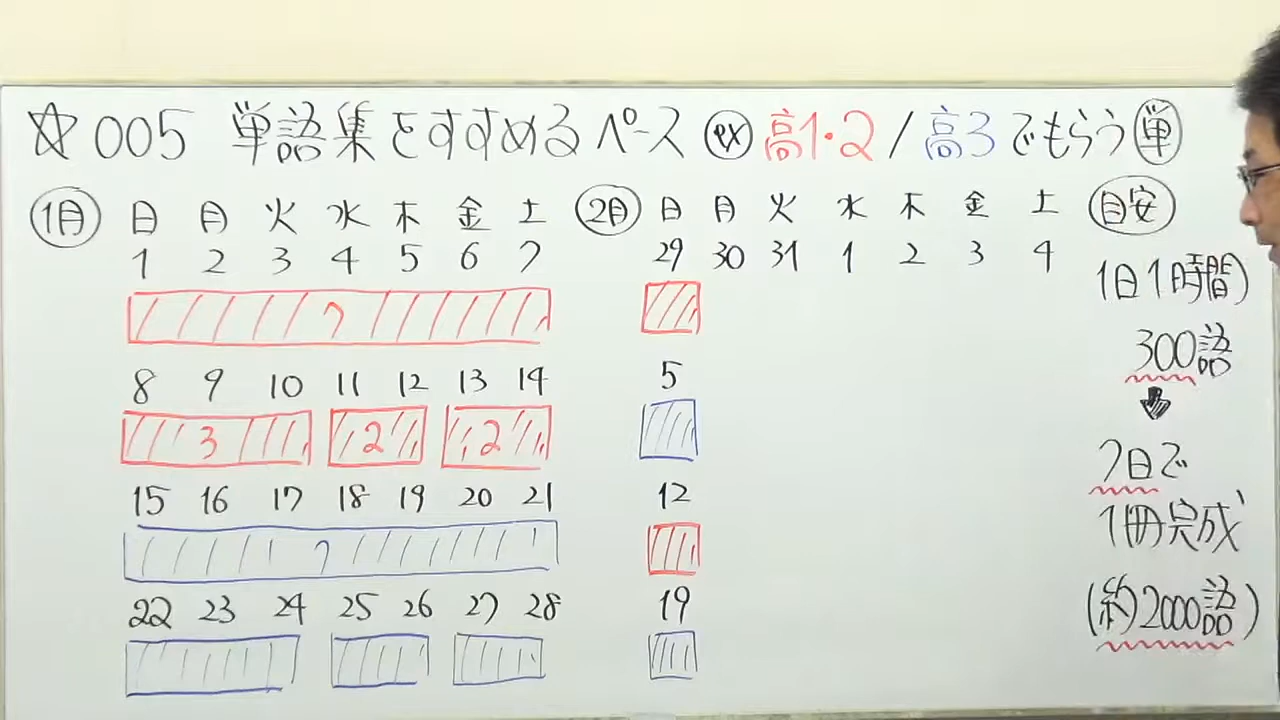 ☆005 単語集をすすめるペース ex 高1・2/高3でもらう単
1月 日 月 火 水 木 金 土
1 2 3 4 5 6 7
7
8 9 10 11 12 13 14
3 2 2
15 16 17 18 19 20 21
7
22 23 24 25 26 27 28
2月 日 月 火 水 木 金 土
29 30 31 1 2 3 4
5
12
19
目安
1日1時間)
300語
↓
7日で
1冊完成
(約2000語)